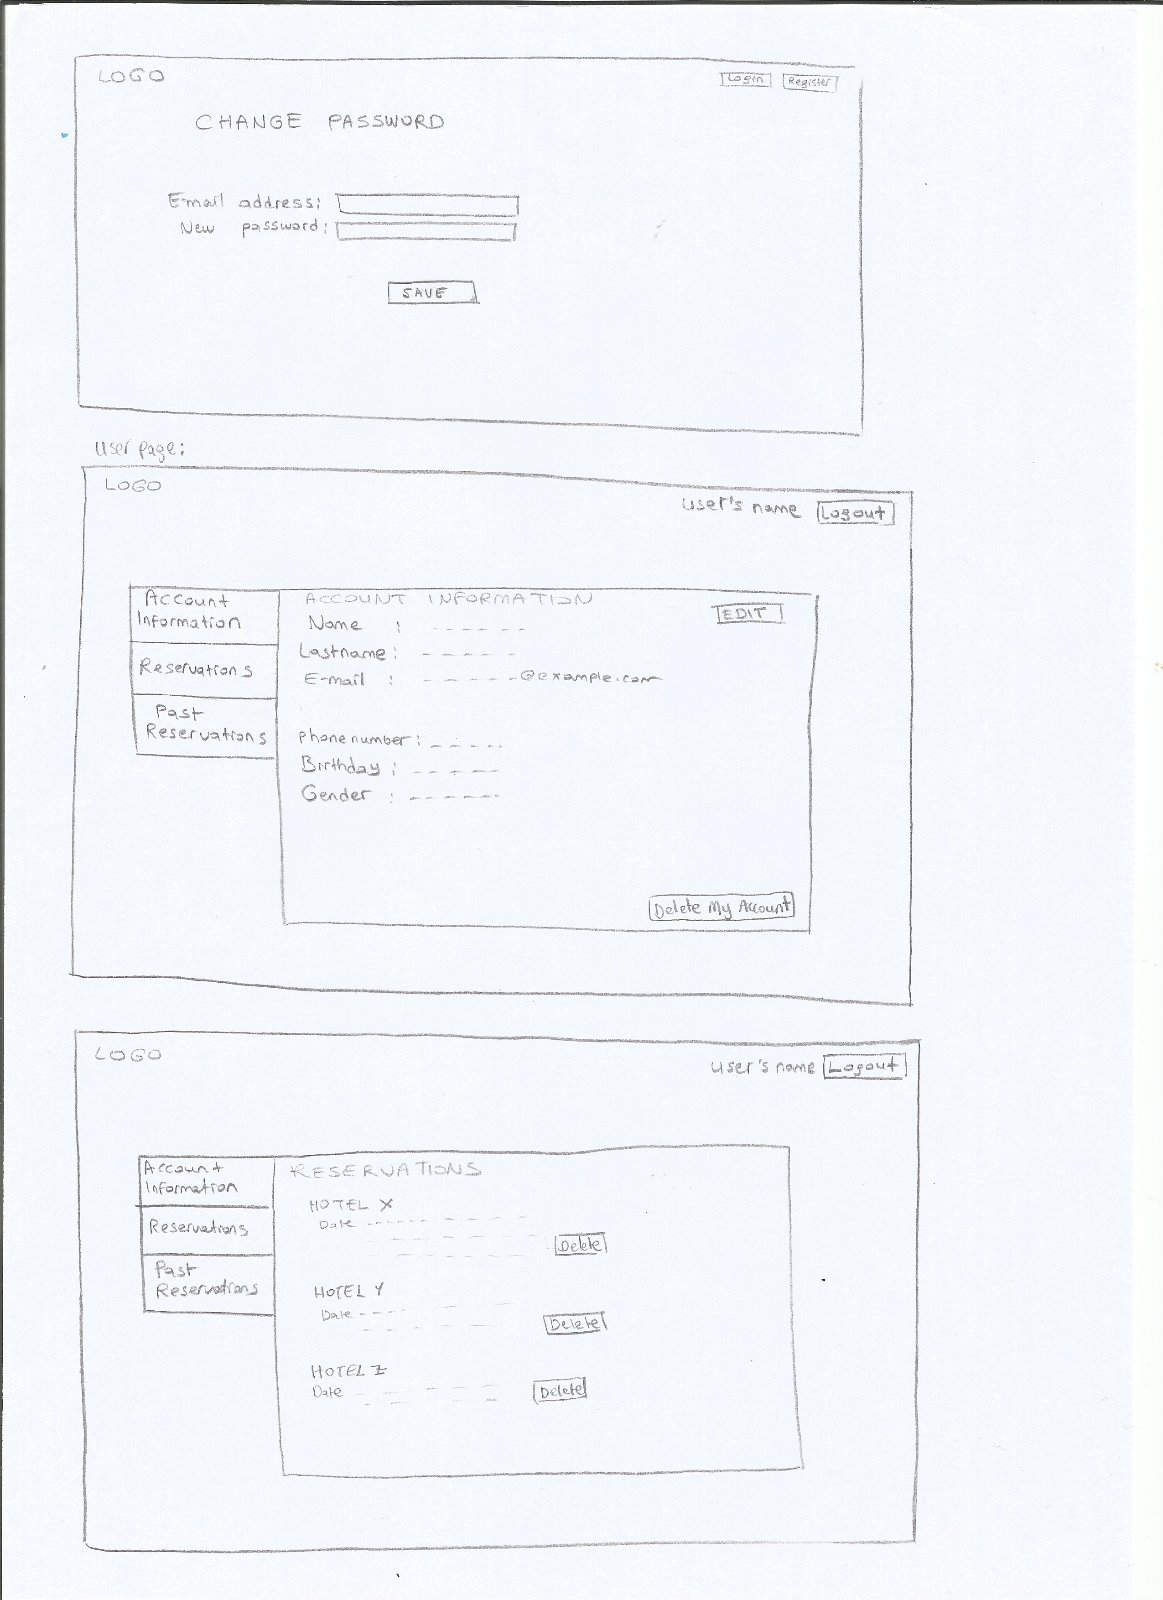 LOGO
Login Register
CHANGE PASSWORD
E-mail address:
New password:
SAVE
User page:
LOGO
User's name Logout
Account
Information
Reservations
Past
Reservations
ACCOUNT INFORMATION
EDIT
Name :
Lastname :
E-mail : @example.com
phone number :
Birthday :
Gender :
Delete My Account
LOGO
User's name Logout
Account
Information
Reservations
Past
Reservations
RESERVATIONS
HOTEL X
Date
Delete
HOTEL Y
Date
Delete
HOTEL Z
Date
Delete